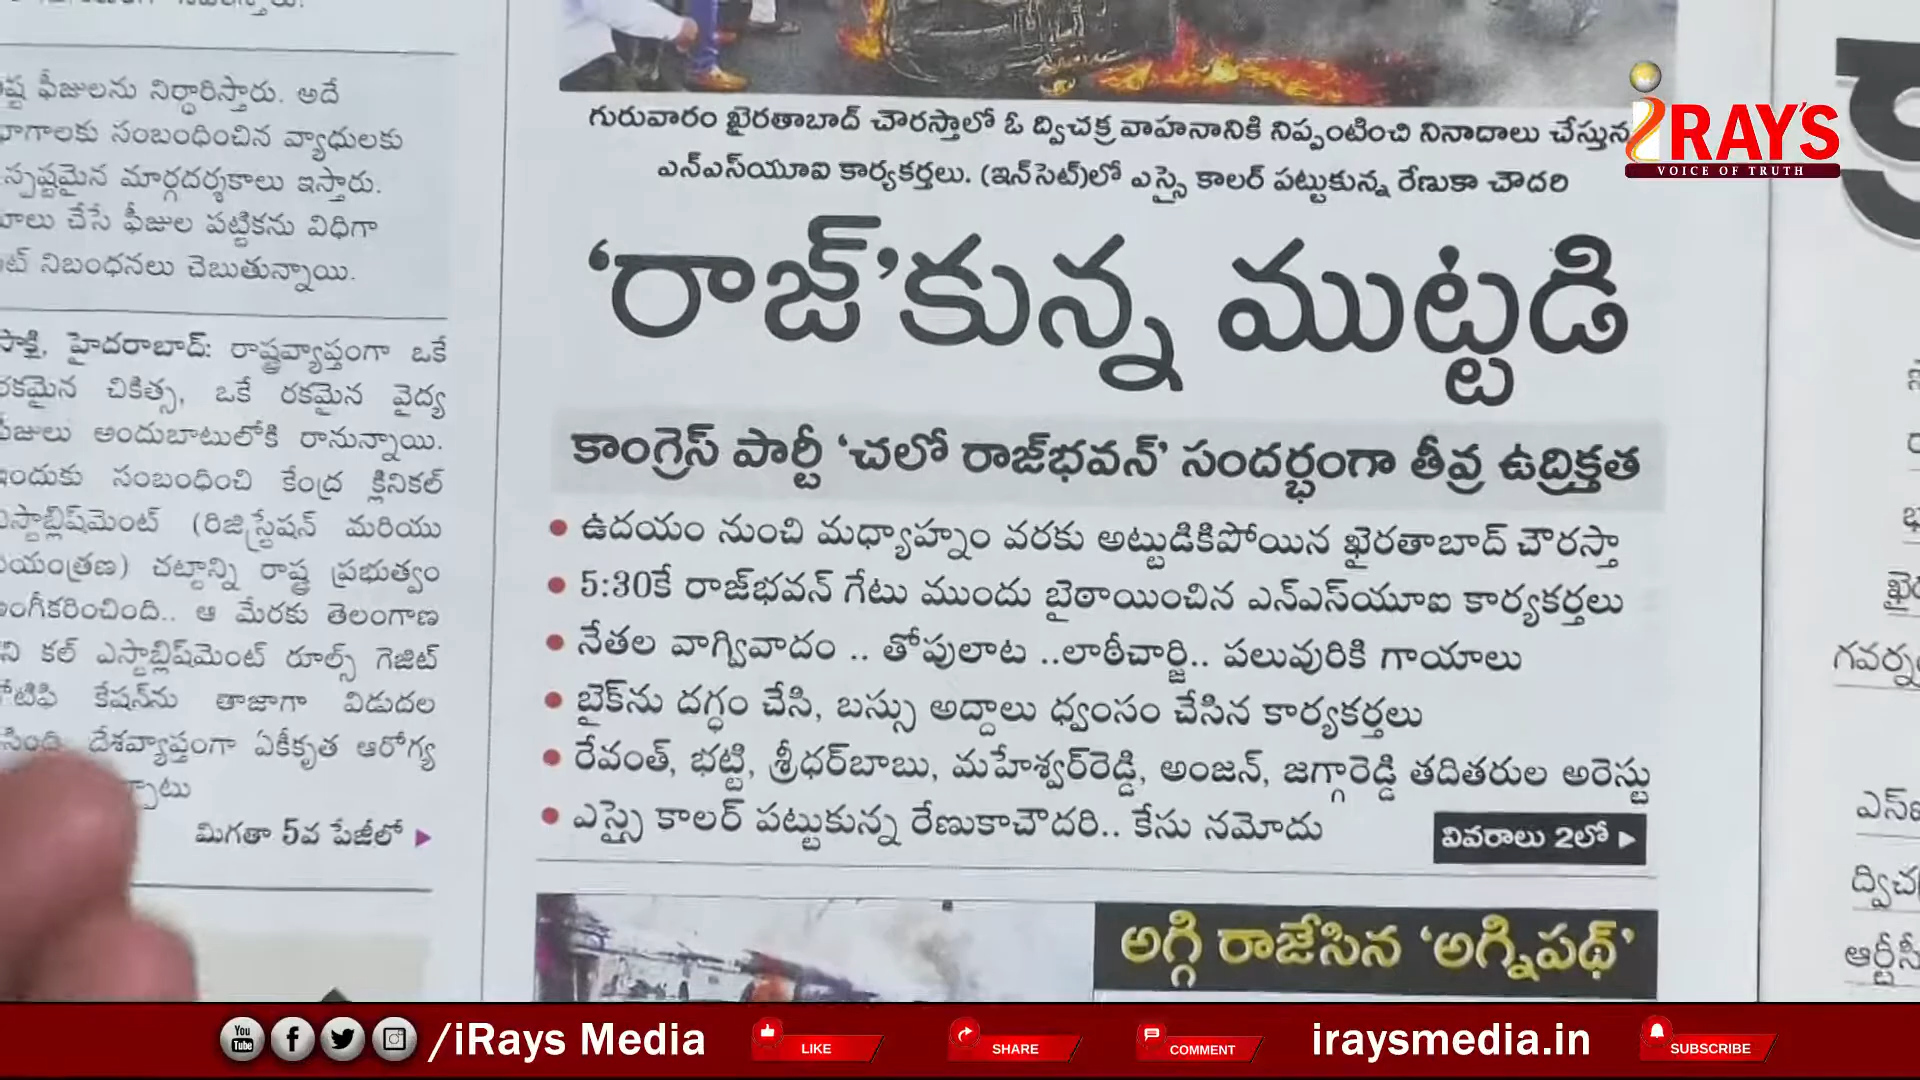 ఫీజులను నిర్ధారిస్తారు. అదే
సంబంధించిన వ్యాధులకు
మార్గదర్శకాలు ఇస్తారు.
చేసే ఫీజుల పట్టికను విధిగా
నిబంధనలు చెబుతున్నాయి.
సాక్షి, హైదరాబాద్: రాష్ట్రవ్యాప్తంగా ఒకే
రకమైన చికిత్స, ఒకే రకమైన వైద్య
ఫీజులు అందుబాటులోకి రానున్నాయి.
ఇందుకు సంబంధించి కేంద్ర క్లినికల్
ఎస్టాబ్లిష్‌మెంట్ (రిజిస్ట్రేషన్ మరియు
నియంత్రణ) చట్టాన్ని రాష్ట్ర ప్రభుత్వం
అంగీకరించింది.. ఆ మేరకు తెలంగాణ
కల్ ఎస్టాబ్లిష్‌మెంట్ రూల్స్ గెజిట్
కేషన్‌ను తాజాగా విడుదల
దేశవ్యాప్తంగా ఏకీకృత ఆరోగ్య
మిగతా 5వ పేజీలో
గురువారం ఖైరతాబాద్ చౌరస్తాలో ఓ ద్విచక్ర వాహనానికి నిప్పంటించి నినాదాలు
ఎన్ఎస్‌యూఐ కార్యకర్తలు. (ఇన్‌సెట్)లో ఎస్సై కాలర్ పట్టుకున్న రేణుకా చౌదరి
‘రాజ్’కున్న ముట్టడి
కాంగ్రెస్ పార్టీ ‘చలో రాజ్‌భవన్’ సందర్భంగా తీవ్ర ఉద్రిక్తత
• ఉదయం నుంచి మధ్యాహ్నం వరకు అట్టుడికిపోయిన ఖైరతాబాద్ చౌరస్తా
• 5:30కే రాజ్‌భవన్ గేటు ముందు బైఠాయించిన ఎన్ఎస్‌యూఐ కార్యకర్తలు
• నేతల వాగ్వివాదం .. తోపులాట ..లాఠీచార్జి.. పలువురికి గాయాలు
• బైక్‌ను దగ్ధం చేసి, బస్సు అద్దాలు ధ్వంసం చేసిన కార్యకర్తలు
• రేవంత్, భట్టి, శ్రీధర్‌బాబు, మహేశ్వర్‌రెడ్డి, అంజన్, జగ్గారెడ్డి తదితరుల అరెస్టు
• ఎస్సై కాలర్ పట్టుకున్న రేణుకాచౌదరి.. కేసు నమోదు
వివరాలు 2లో
అగ్గి రాజేసిన ‘అగ్నిపథ్’
iRAY'S
VOICE OF TRUTH
You Tube
/iRays Media
LIKE
SHARE
COMMENT
iraysmedia.in
SUBSCRIBE